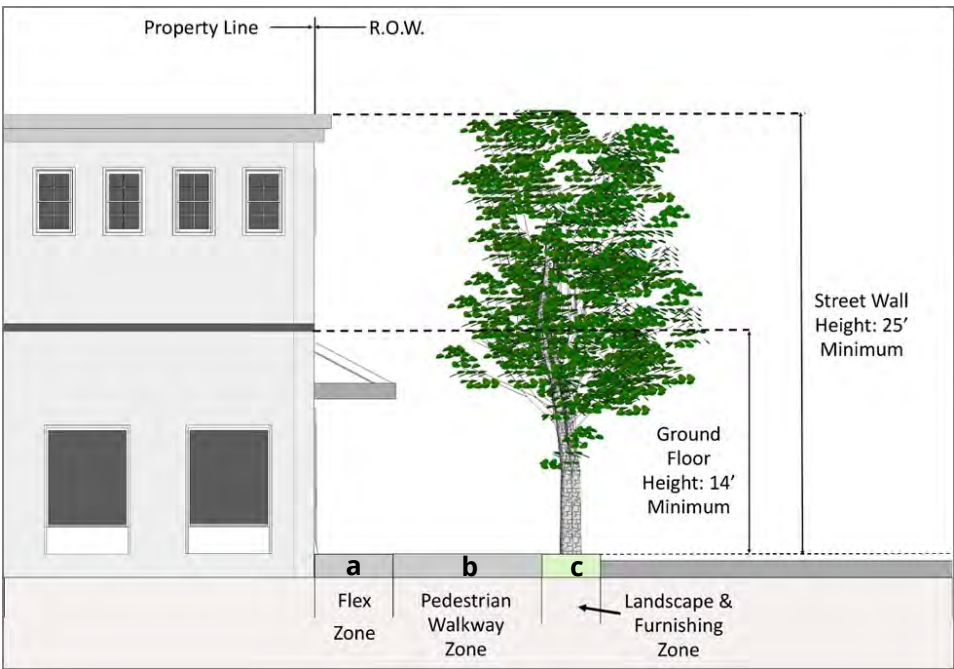 Property Line
R.O.W.
Street Wall
Height: 25’
Minimum
Ground
Floor
Height: 14’
Minimum
a
b
c
Flex
Zone
Pedestrian
Walkway
Zone
Landscape &
Furnishing
Zone